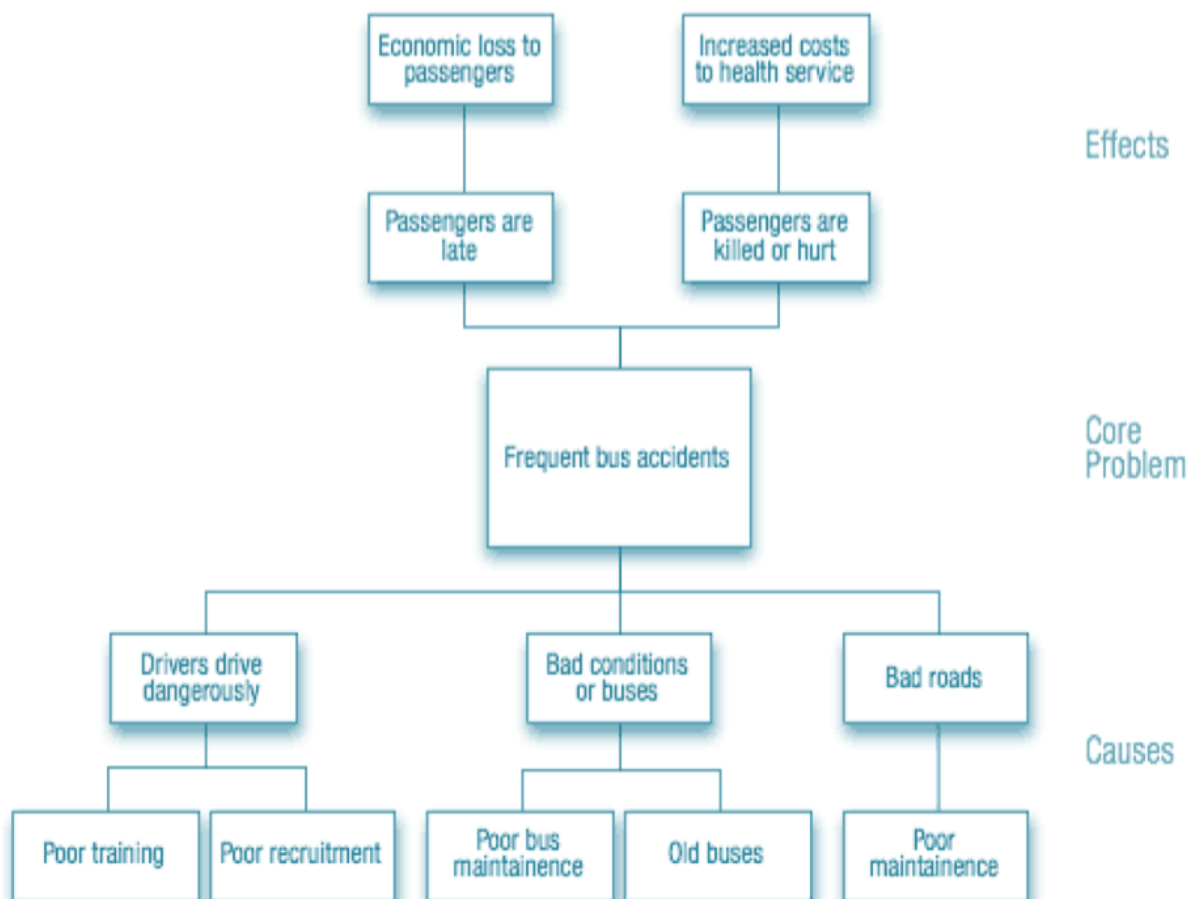 Economic loss to
passengers
Increased costs
to health service
Effects
Passengers are
late
Passengers are
killed or hurt
Frequent bus accidents
Core
Problem
Drivers drive
dangerously
Bad conditions
or buses
Bad roads
Causes
Poor training
Poor recruitment
Poor bus
maintainence
Old buses
Poor
maintainence